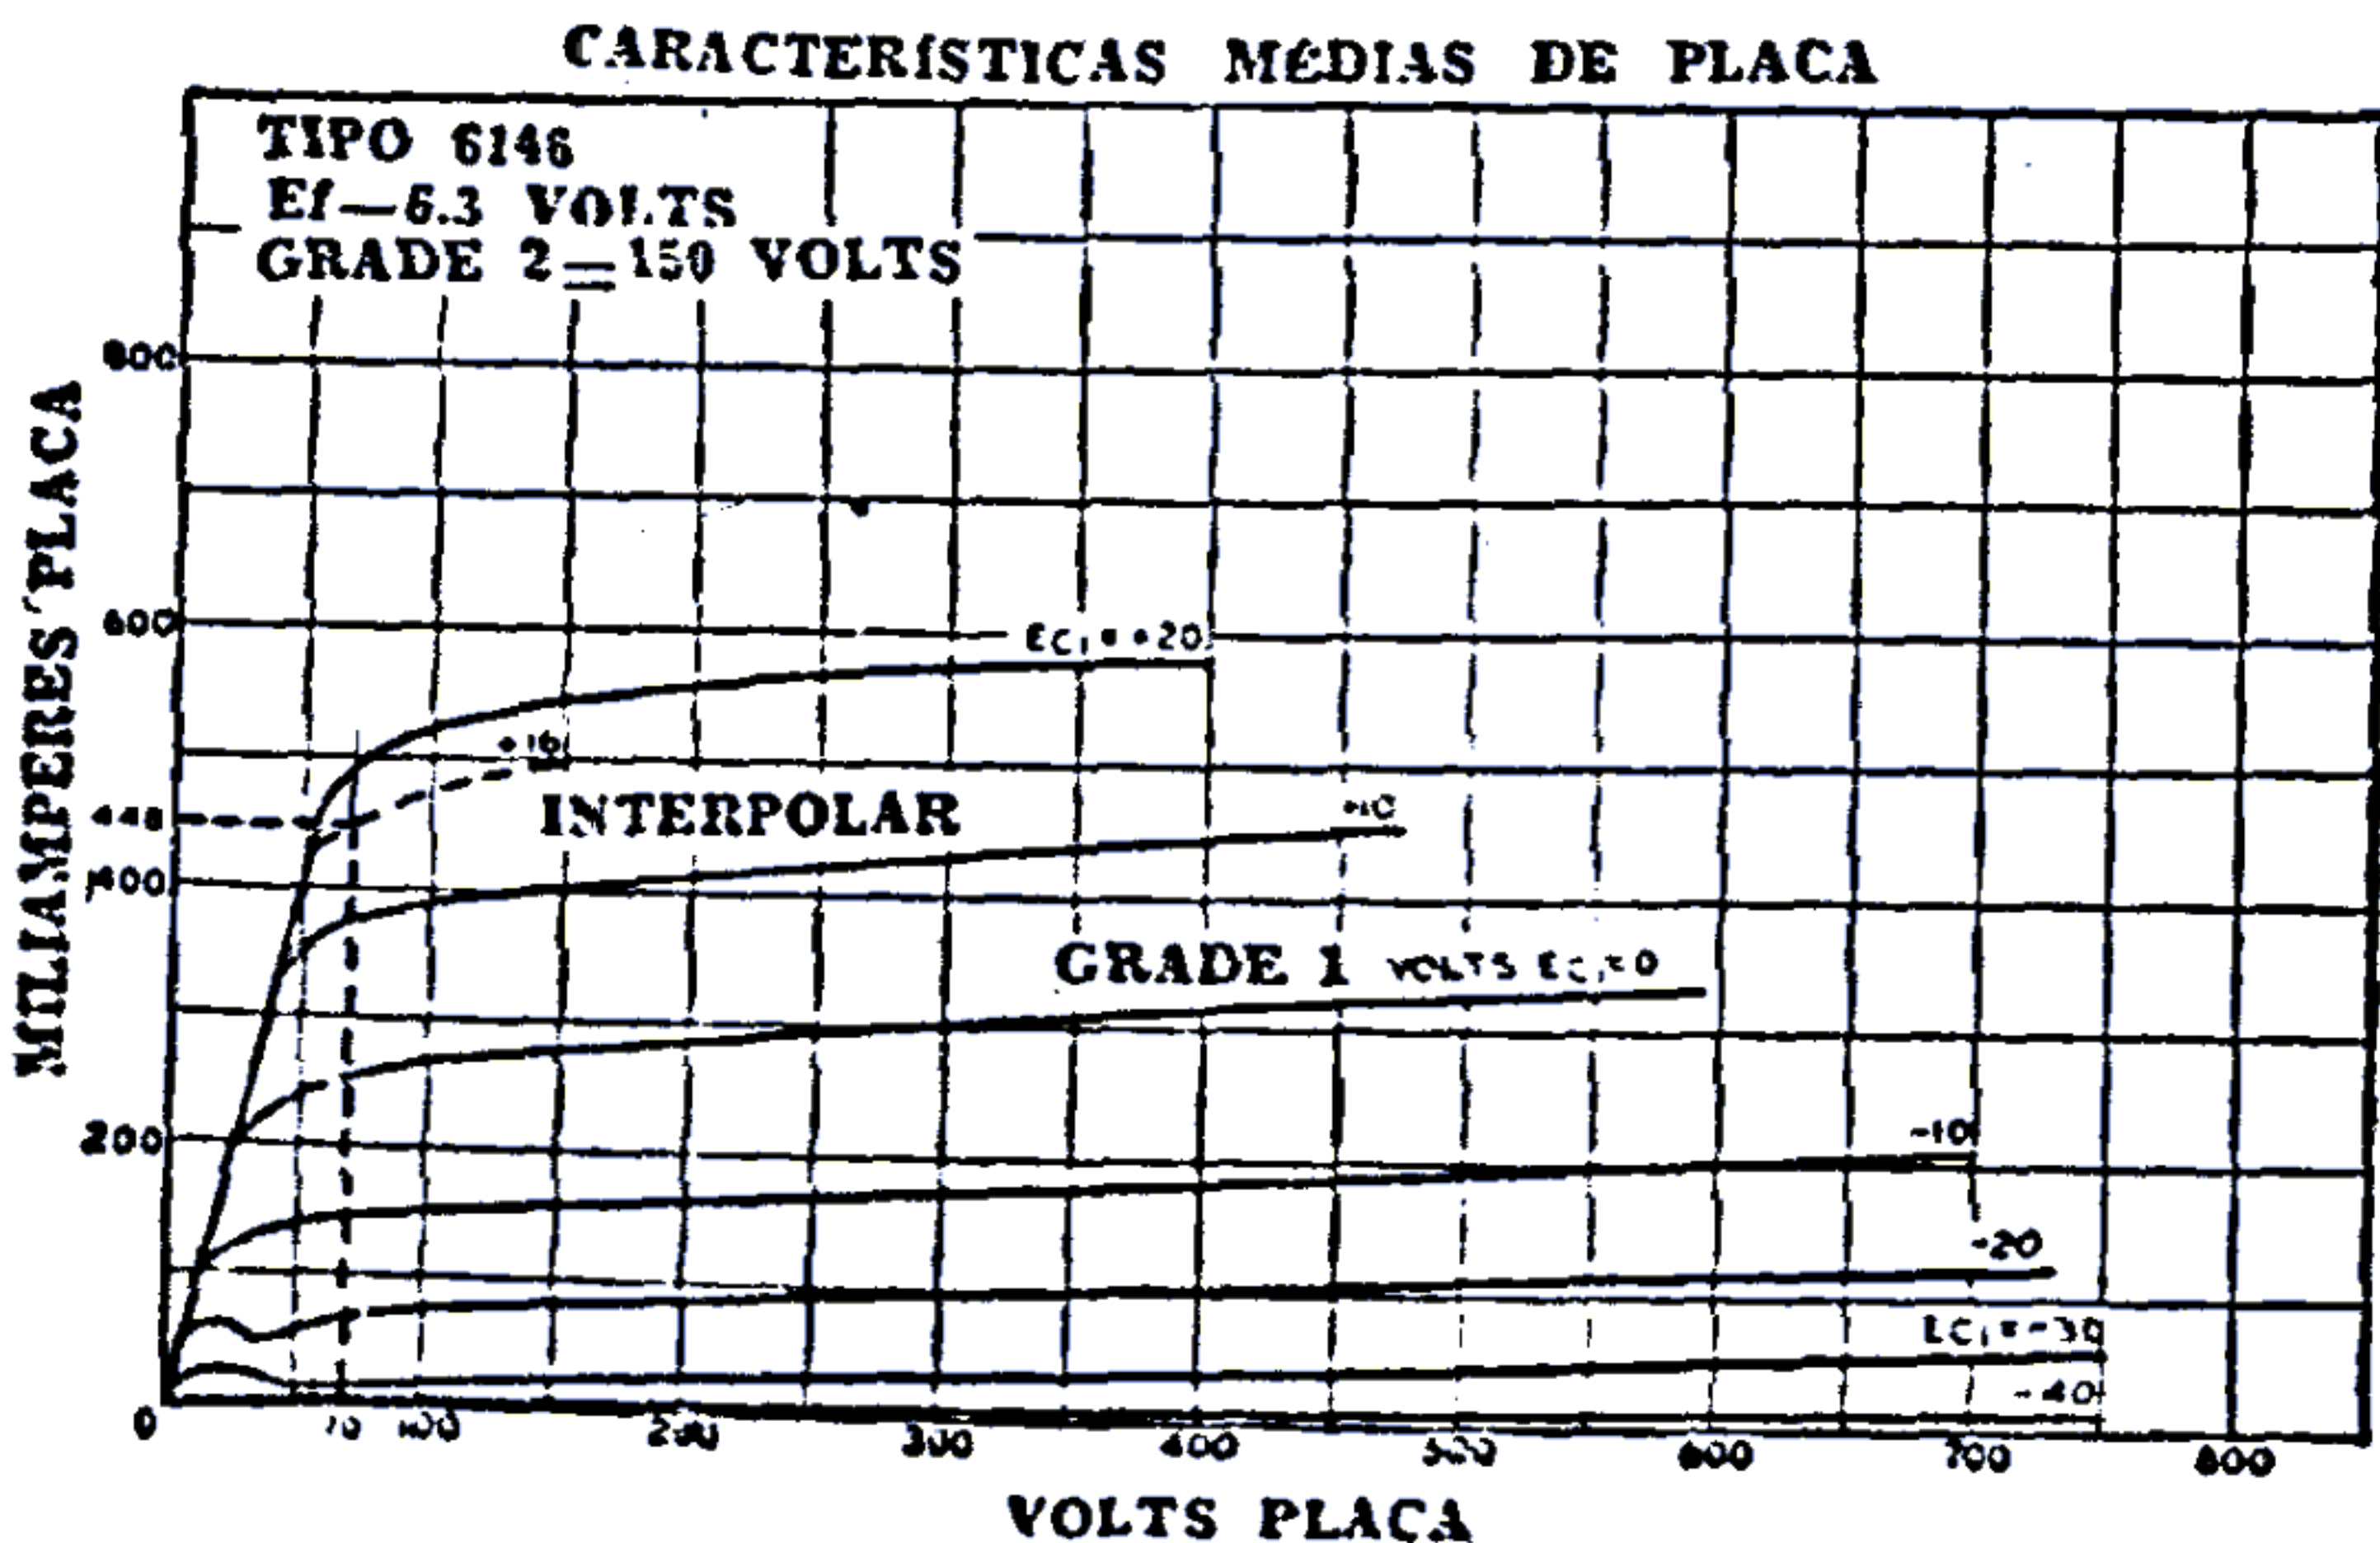 CARACTERÍSTICAS MÉDIAS DE PLACA
TIPO 6146
Ef—6.3 VOLTS
GRADE 2=150 VOLTS
MILIAMPERES PLACA
800
600
EC1 = +20
+16
448
INTERPOLAR
+10
400
GRADE 1 VOLTS EC1=0
200
-10
-20
EC1=-30
-40
0 70 100 200 300 400 500 600 700 800
VOLTS PLACA